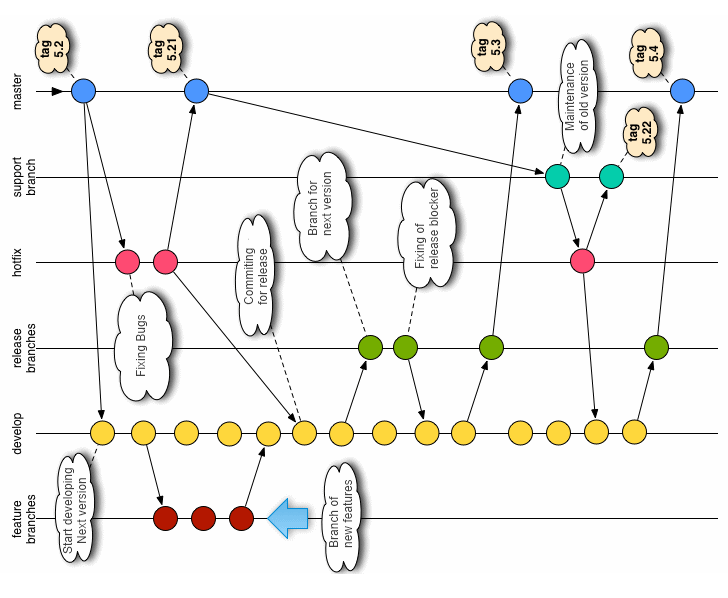 tag
5.2
tag
5.21
tag
5.3
tag
5.4
master
Maintenance
of old version
tag
5.22
support
branch
Branch for
next version
Fixing of
release blocker
hotfix
Commiting
for release
Fixing Bugs
release
branches
develop
Start developing
Next version
feature
branches
Branch of
new features